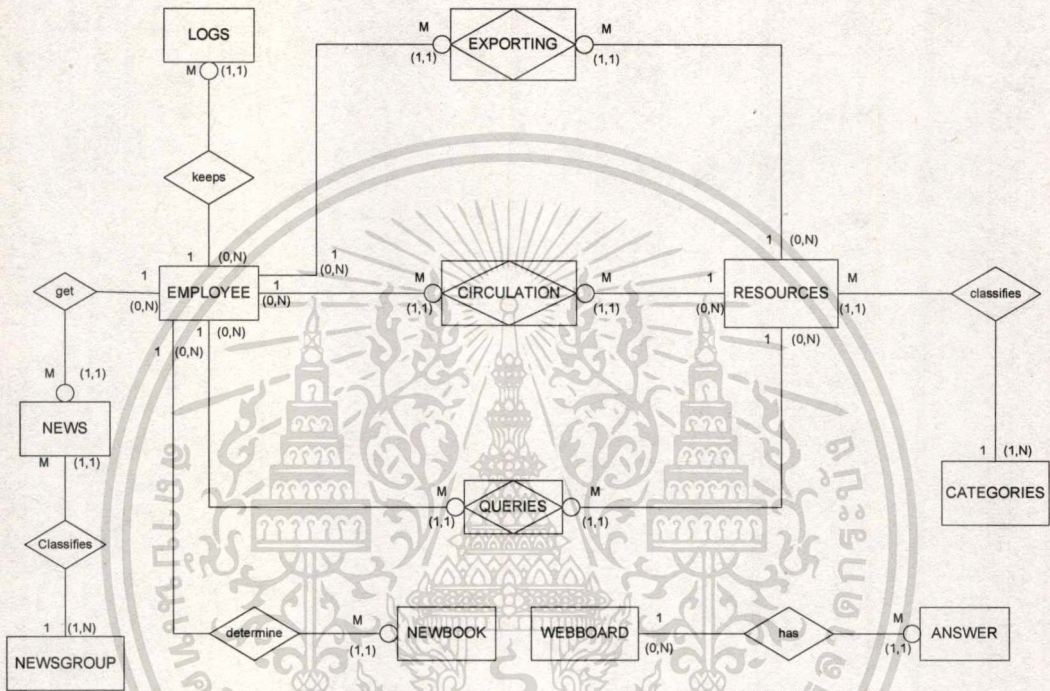 LOGS
M (1,1)
keeps
1 (0,N)
M
(1,1)
EXPORTING
M
(1,1)
1
(0,N)
1 (0,N)
get
1
(0,N)
EMPLOYEE
1
(0,N)
M
(1,1)
CIRCULATION
M
(1,1)
1
(0,N)
RESOURCES
M
(1,1)
classifies
1 (0,N)
1 (0,N)
1 (0,N)
M (1,1)
NEWS
M (1,1)
1 (1,N)
CATEGORIES
M
(1,1)
QUERIES
M
(1,1)
Classifies
1 (1,N)
NEWSGROUP
determine
M
(1,1)
NEWBOOK
WEBBOARD
1
(0,N)
has
M
(1,1)
ANSWER